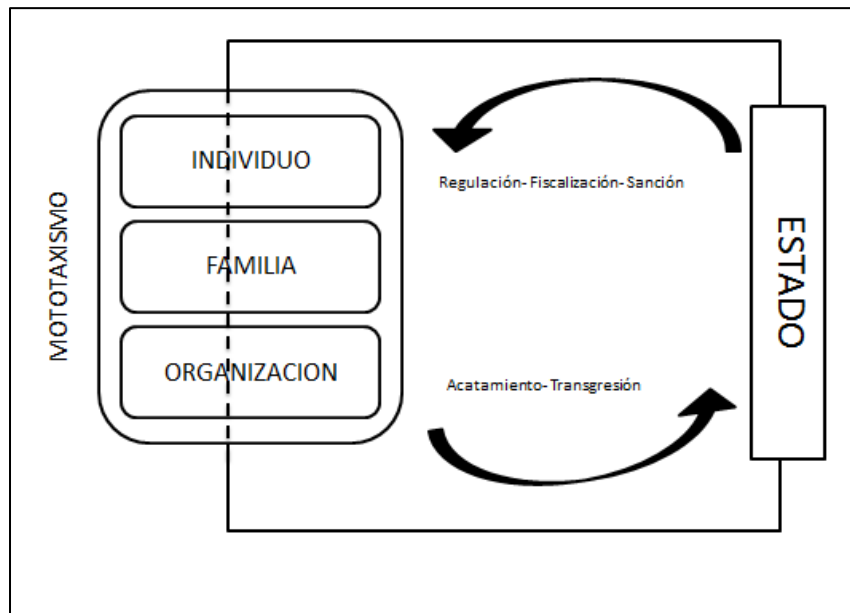 MOTOTAXISMO
INDIVIDUO
FAMILIA
ORGANIZACION
Regulación- Fiscalización- Sanción
Acatamiento- Transgresión
ESTADO